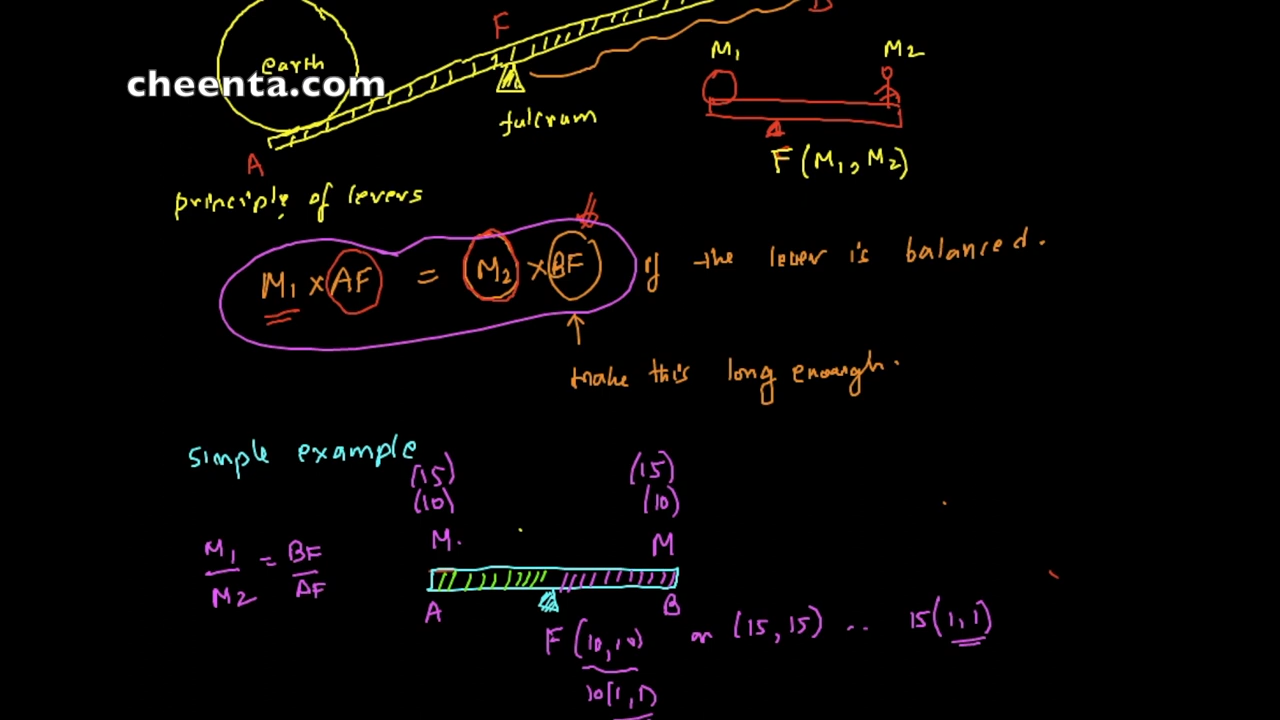 F
B
earth
cheenta.com
M1 M2
fulcrum
A
F (M1, M2)
principle of levers
M1 × AF = M2 × BF if the lever is balanced.
make this long enough.
simple example
(15) (15)
(10) (10)
M. M
M1/M2 = BF/AF
A B
F (10,10) or (15,15) .. 15(1,1)
10(1,1)